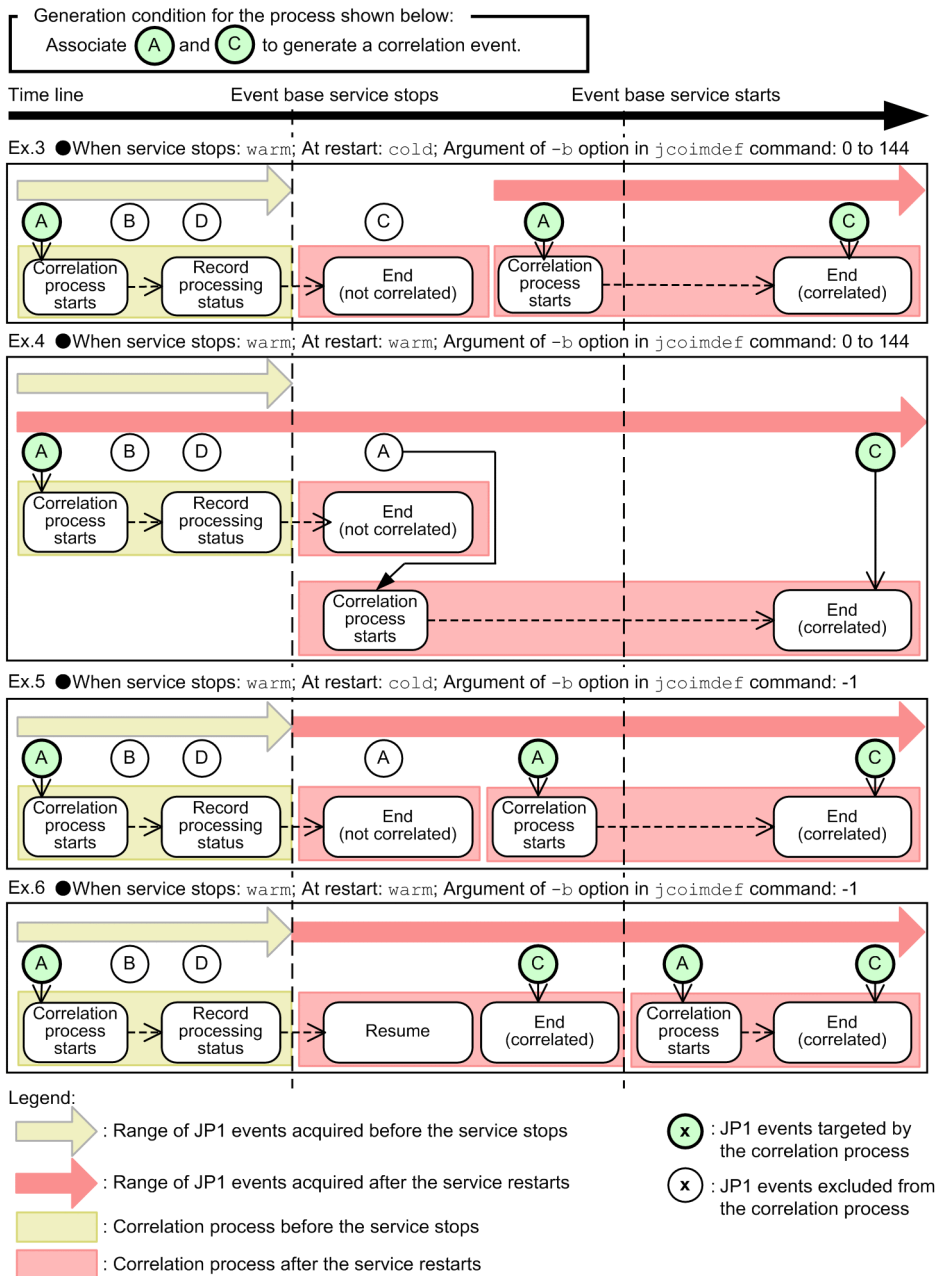 Generation condition for the process shown below:
Associate A and C to generate a correlation event.
Time line
Event base service stops
Event base service starts
Ex.3 ●When service stops: warm; At restart: cold; Argument of -b option in jcoimdef command: 0 to 144
A
B
D
C
A
C
Correlation
process
starts
Record
processing
status
End
(not correlated)
Correlation
process
starts
End
(correlated)
Ex.4 ●When service stops: warm; At restart: warm; Argument of -b option in jcoimdef command: 0 to 144
A
B
D
A
C
Correlation
process
starts
Record
processing
status
End
(not correlated)
Correlation
process
starts
End
(correlated)
Ex.5 ●When service stops: warm; At restart: cold; Argument of -b option in jcoimdef command: -1
A
B
D
A
A
C
Correlation
process
starts
Record
processing
status
End
(not correlated)
Correlation
process
starts
End
(correlated)
Ex.6 ●When service stops: warm; At restart: warm; Argument of -b option in jcoimdef command: -1
A
B
D
C
A
C
Correlation
process
starts
Record
processing
status
Resume
End
(correlated)
Correlation
process
starts
End
(correlated)
Legend:
: Range of JP1 events acquired before the service stops
: Range of JP1 events acquired after the service restarts
: Correlation process before the service stops
: Correlation process after the service restarts
x : JP1 events targeted by
the correlation process
x : JP1 events excluded from
the correlation process